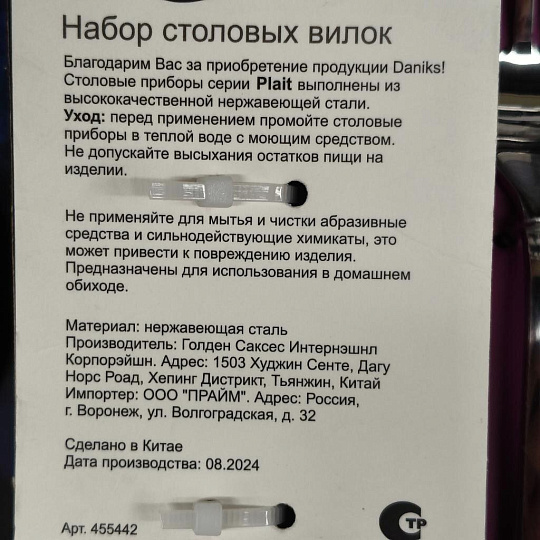 Набор столовых вилок
Благодарим Вас за приобретение продукции Daniks!
Столовые приборы серии Plait выполнены из
высококачественной нержавеющей стали.
Уход: перед применением промойте столовые
приборы в теплой воде с моющим средством.
Не допускайте высыхания остатков пищи на
изделии.
Не применяйте для мытья и чистки абразивные
средства и сильнодействующие химикаты, это
может привести к повреждению изделия.
Предназначены для использования в домашнем
обиходе.
Материал: нержавеющая сталь
Производитель: Голден Саксес Интернэшнл
Корпорэйшн. Адрес: 1503 Худжин Сенте, Дагу
Норс Роад, Хепинг Дистрикт, Тьянжин, Китай
Импортер: ООО "ПРАЙМ". Адрес: Россия,
г. Воронеж, ул. Волгоградская, д. 32
Сделано в Китае
Дата производства: 08.2024
Арт. 455442
СТР